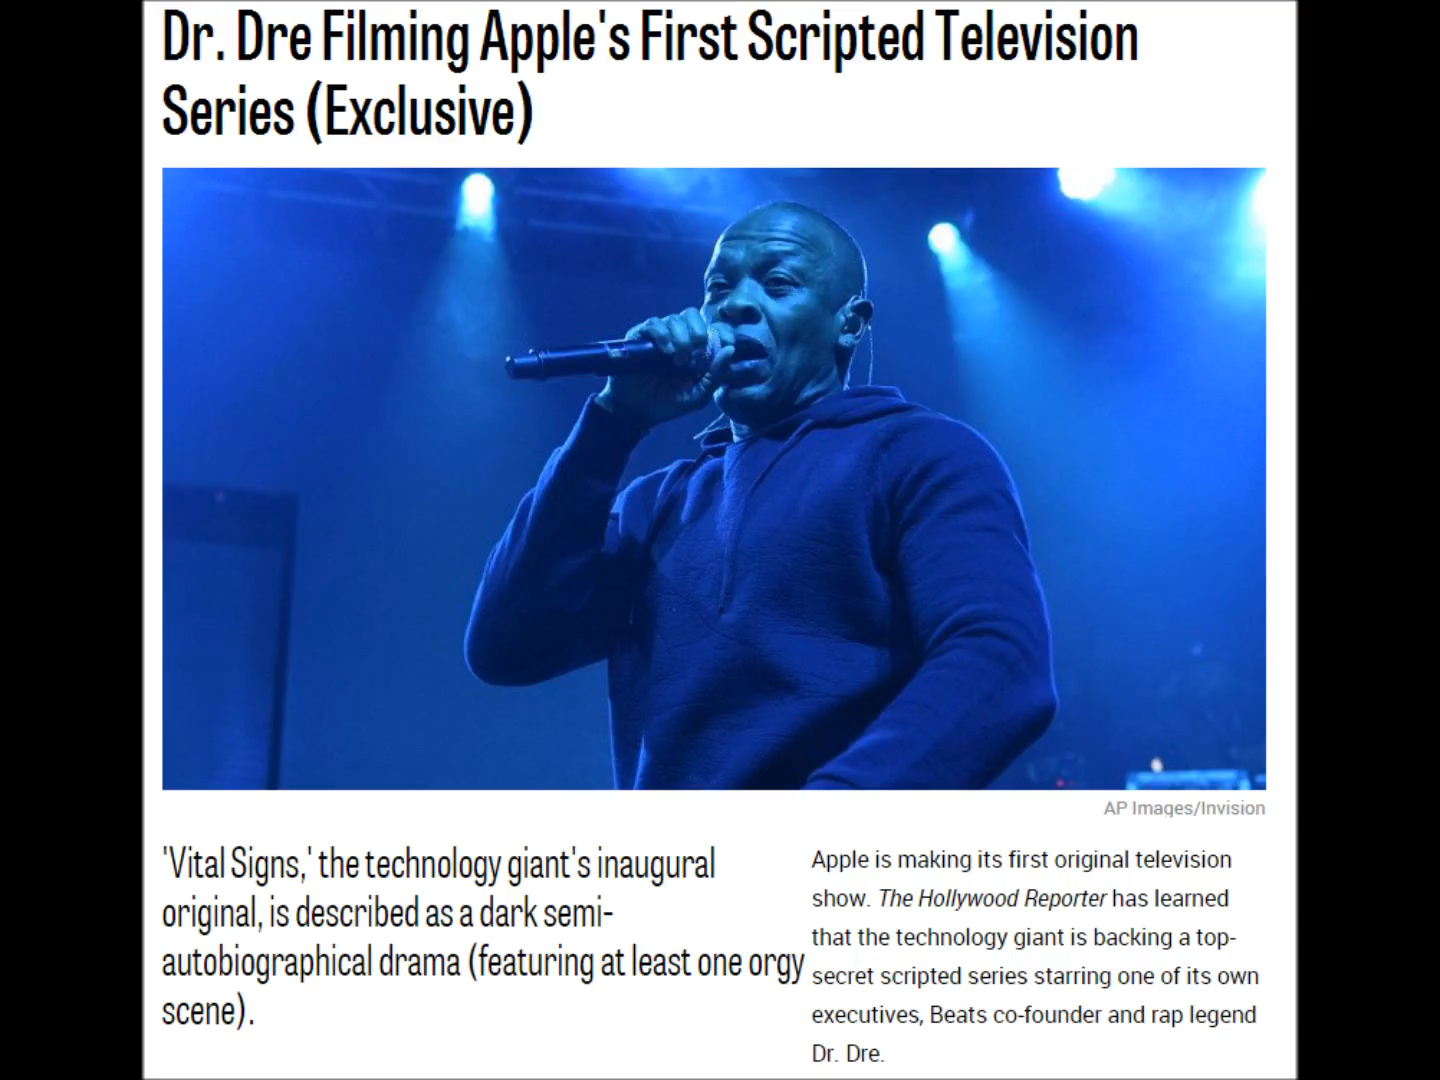 Dr. Dre Filming Apple's First Scripted Television
Series (Exclusive)
AP Images/Invision
'Vital Signs,' the technology giant's inaugural
original, is described as a dark semi-
autobiographical drama (featuring at least one orgy
scene).
Apple is making its first original television
show. The Hollywood Reporter has learned
that the technology giant is backing a top-
secret scripted series starring one of its own
executives, Beats co-founder and rap legend
Dr. Dre.